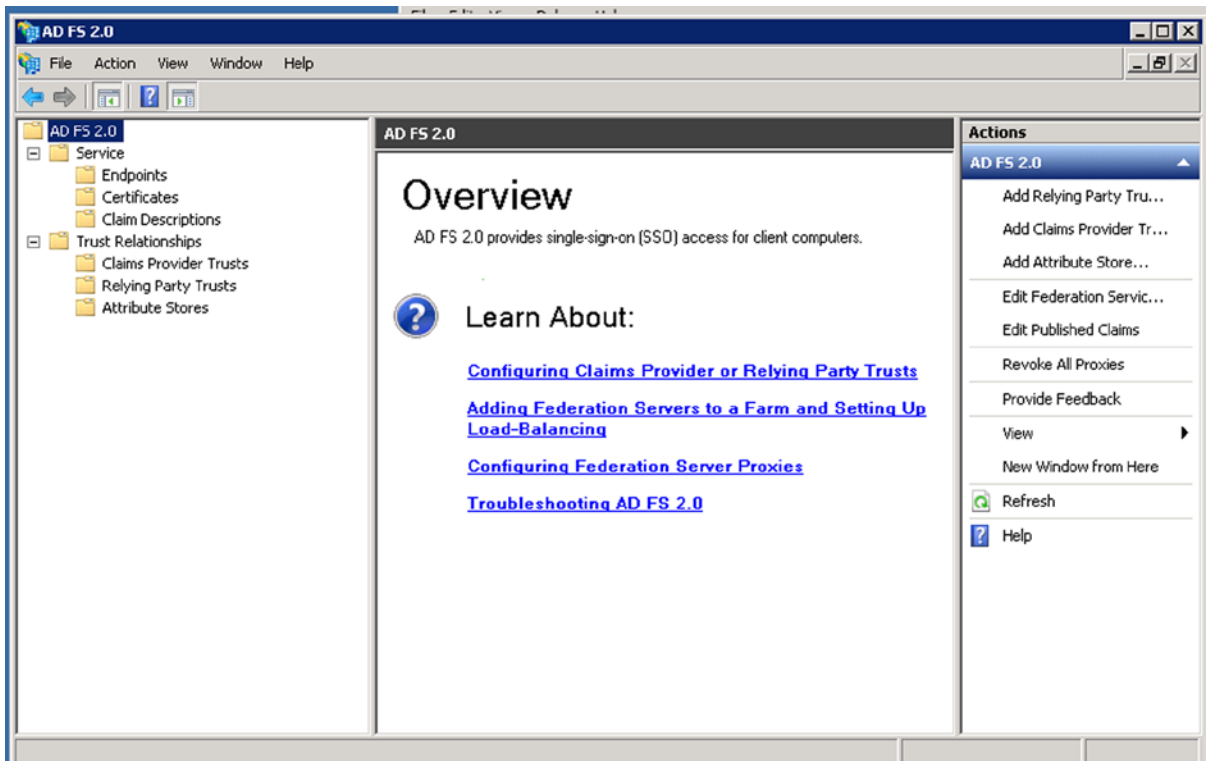 AD FS 2.0
File Action View Window Help
AD FS 2.0
Service
Endpoints
Certificates
Claim Descriptions
Trust Relationships
Claims Provider Trusts
Relying Party Trusts
Attribute Stores
AD FS 2.0
Overview
AD FS 2.0 provides single-sign-on (SSO) access for client computers.
Learn About:
Configuring Claims Provider or Relying Party Trusts
Adding Federation Servers to a Farm and Setting Up
Load-Balancing
Configuring Federation Server Proxies
Troubleshooting AD FS 2.0
Actions
AD FS 2.0
Add Relying Party Tru...
Add Claims Provider Tr...
Add Attribute Store...
Edit Federation Servic...
Edit Published Claims
Revoke All Proxies
Provide Feedback
View
New Window from Here
Refresh
Help